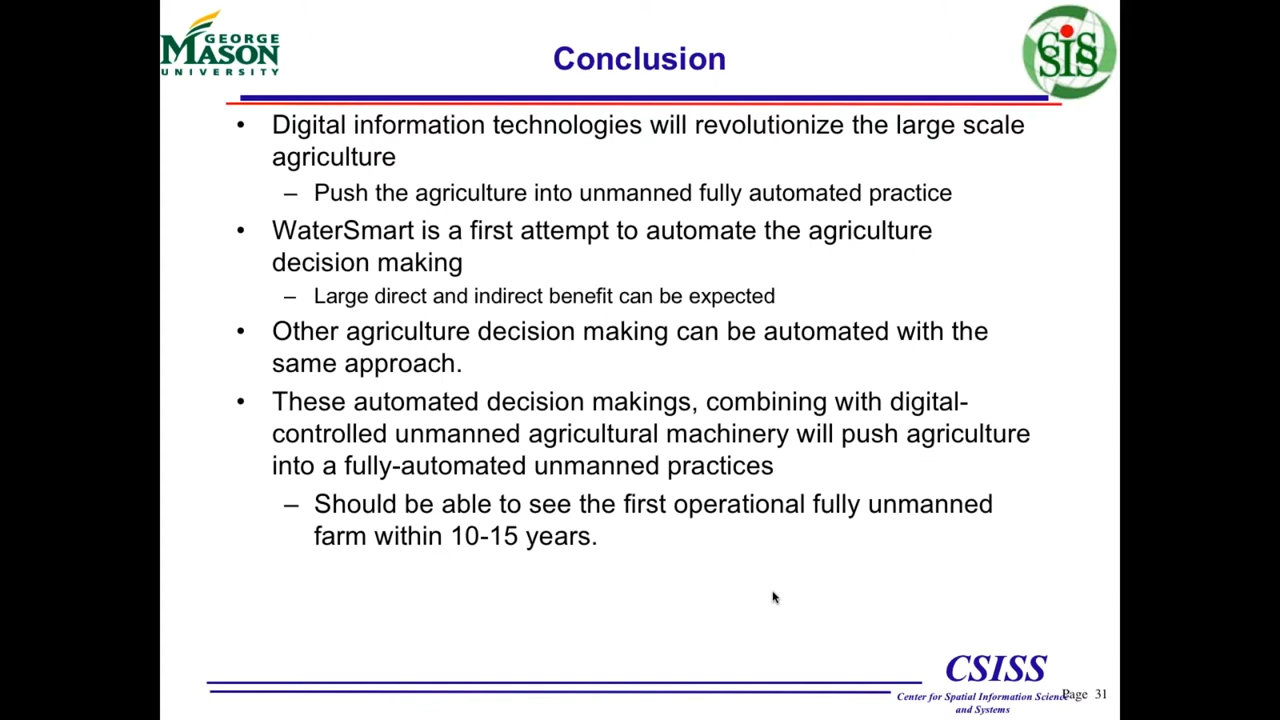 GEORGE
MASON
UNIVERSITY
Conclusion
• Digital information technologies will revolutionize the large scale
agriculture
– Push the agriculture into unmanned fully automated practice
• WaterSmart is a first attempt to automate the agriculture
decision making
– Large direct and indirect benefit can be expected
• Other agriculture decision making can be automated with the
same approach.
• These automated decision makings, combining with digital-
controlled unmanned agricultural machinery will push agriculture
into a fully-automated unmanned practices
– Should be able to see the first operational fully unmanned
farm within 10-15 years.
CSISS
Center for Spatial Information Science
and Systems
Page 31